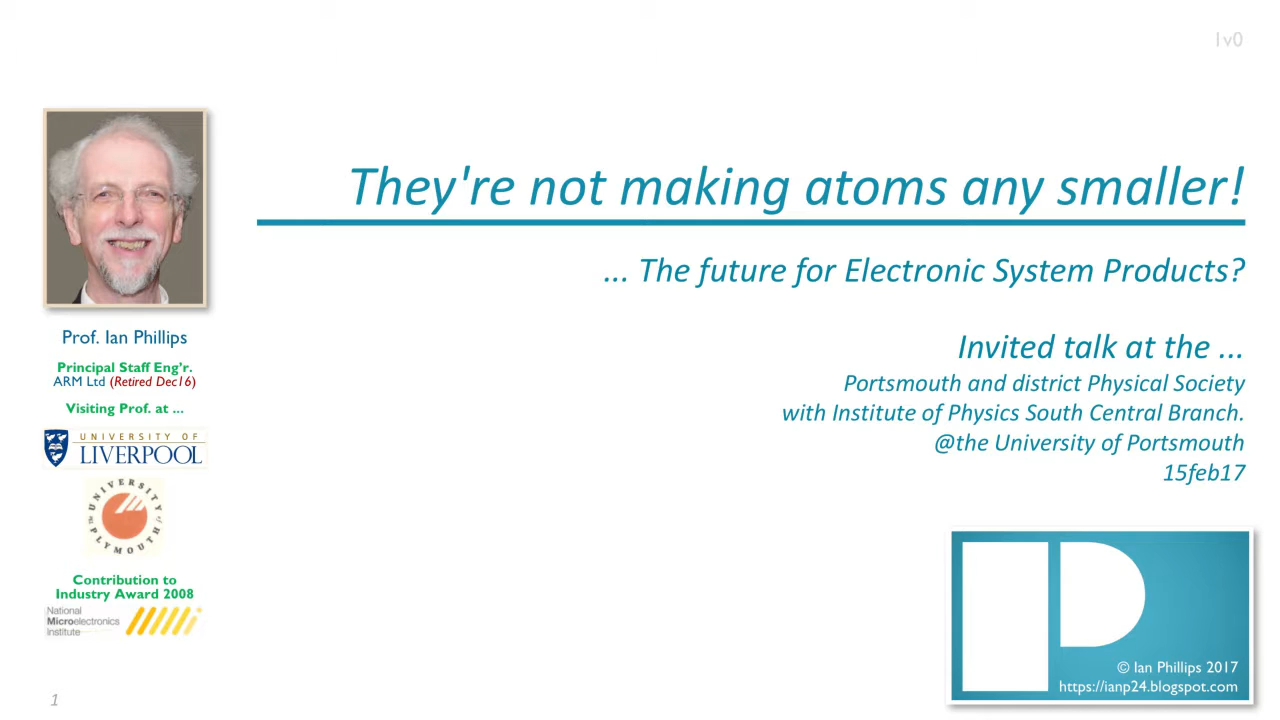 1v0
They're not making atoms any smaller!
... The future for Electronic System Products?
Invited talk at the ...
Portsmouth and district Physical Society
with Institute of Physics South Central Branch.
@the University of Portsmouth
15feb17
Prof. Ian Phillips
Principal Staff Eng'r.
ARM Ltd (Retired Dec16)
Visiting Prof. at ...
UNIVERSITY OF
LIVERPOOL
UNIVERSITY of PLYMOUTH
Contribution to
Industry Award 2008
National
Microelectronics
Institute
© Ian Phillips 2017
https://ianp24.blogspot.com
1